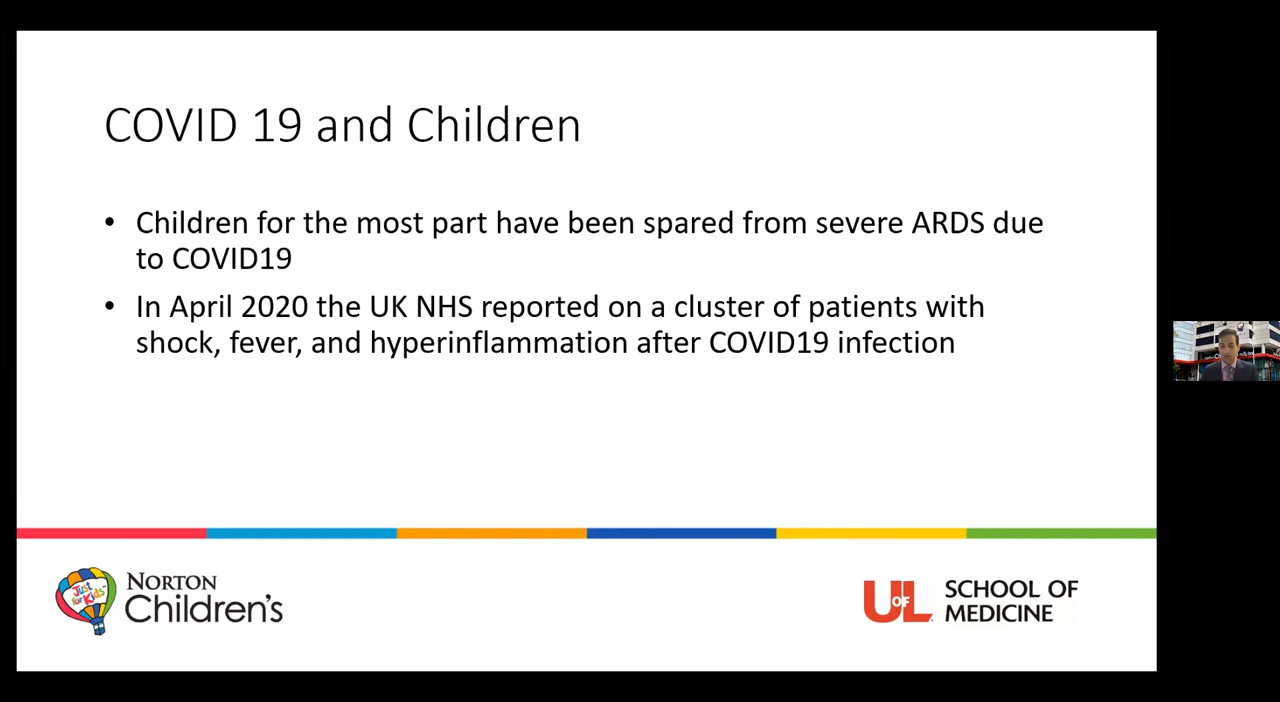 COVID 19 and Children
• Children for the most part have been spared from severe ARDS due
to COVID19
• In April 2020 the UK NHS reported on a cluster of patients with
shock, fever, and hyperinflammation after COVID19 infection
Just
for Kids
NORTON
Children's
UOFL
SCHOOL OF
MEDICINE